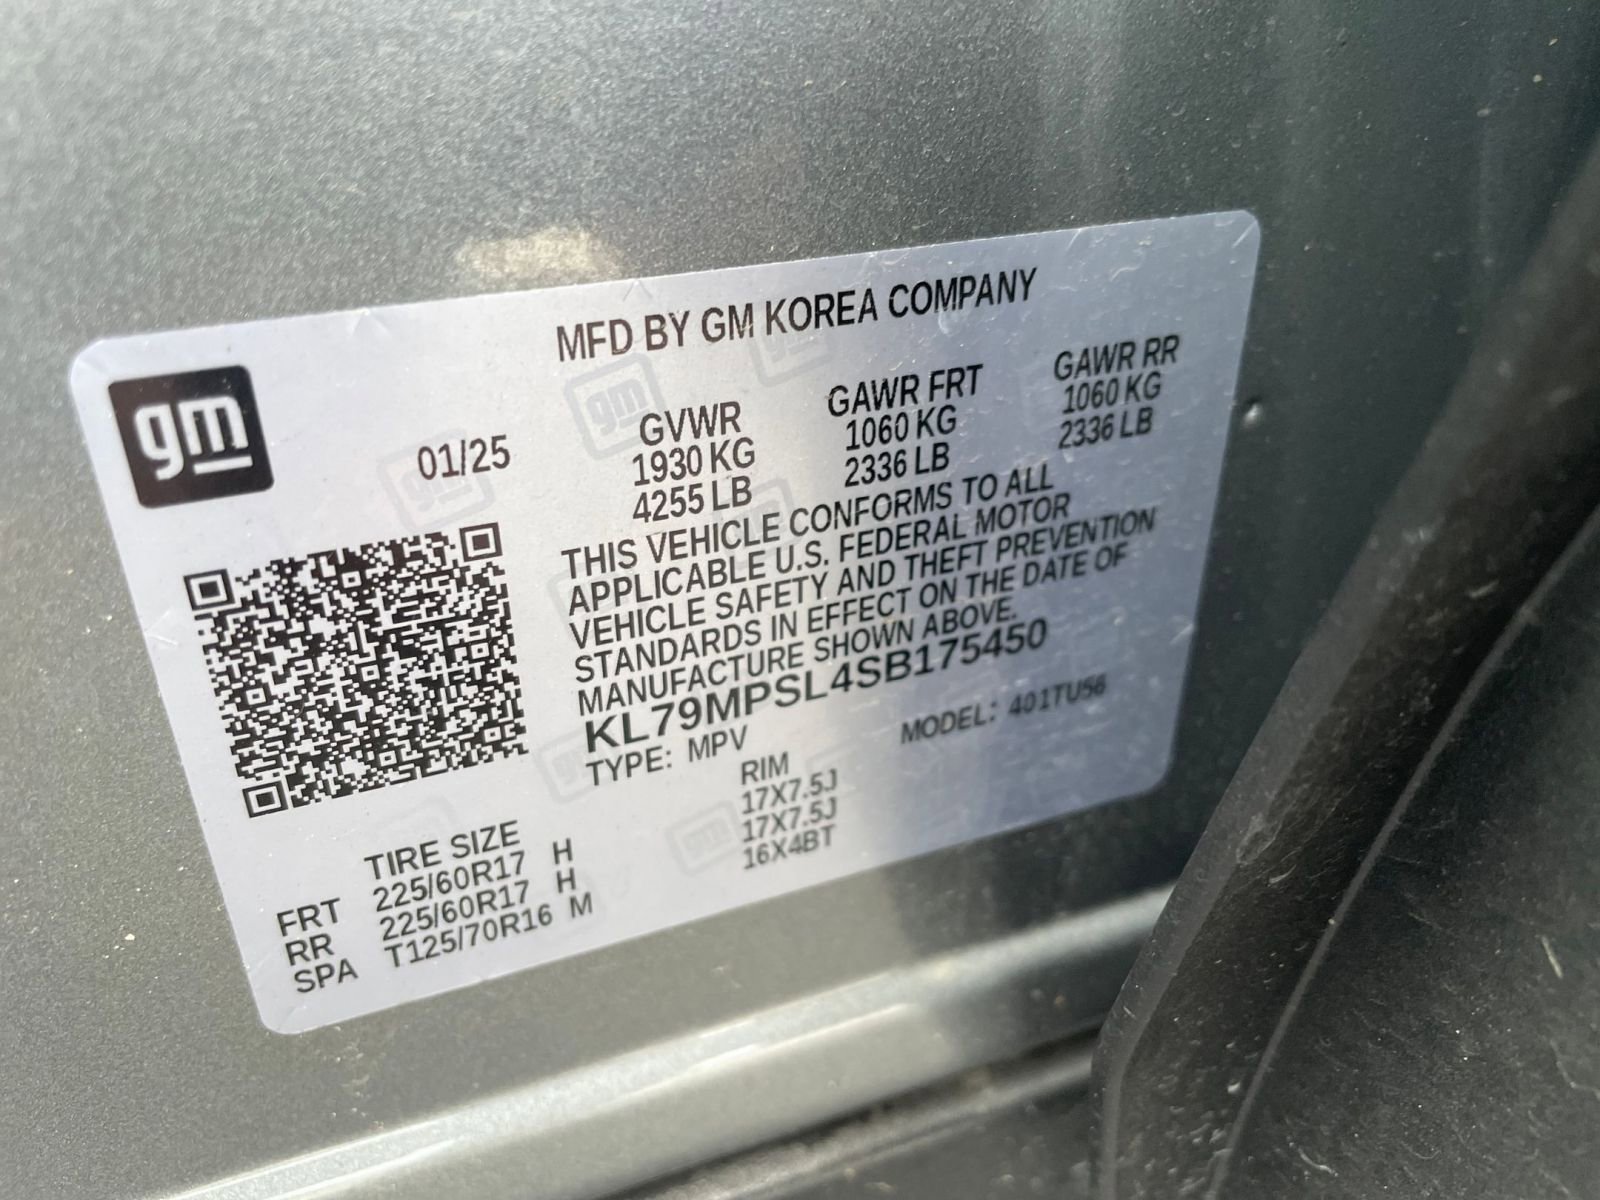 MFD BY GM KOREA COMPANY
gm
01/25
GVWR GAWR FRT GAWR RR
1930 KG 1060 KG 1060 KG
4255 LB 2336 LB 2336 LB
THIS VEHICLE CONFORMS TO ALL
APPLICABLE U.S. FEDERAL MOTOR
VEHICLE SAFETY AND THEFT PREVENTION
STANDARDS IN EFFECT ON THE DATE OF
MANUFACTURE SHOWN ABOVE.
KL79MPSL4SB175450
TYPE: MPV MODEL: 401TU56
TIRE SIZE RIM
FRT 225/60R17 H 17X7.5J
RR 225/60R17 H 17X7.5J
SPA T125/70R16 M 16X4BT